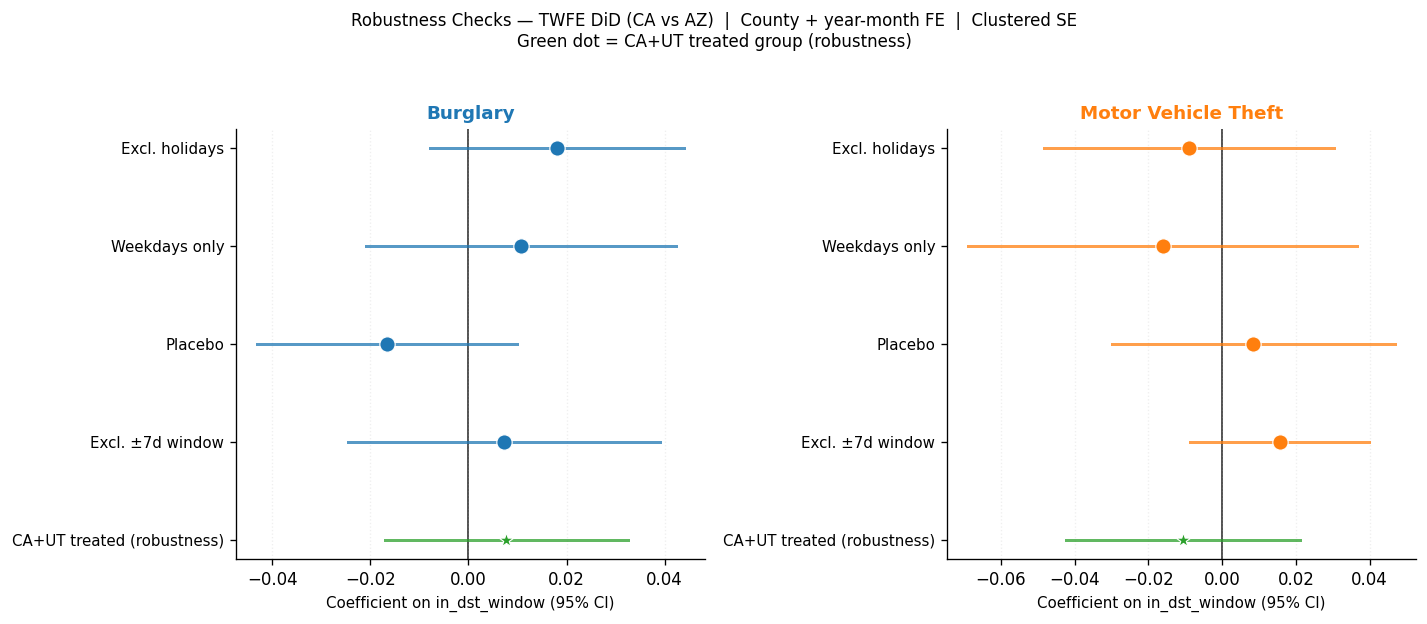 Robustness Checks — TWFE DiD (CA vs AZ)  |  County + year-month FE  |  Clustered SE
Green dot = CA+UT treated group (robustness)
Burglary
Excl. holidays
Weekdays only
Placebo
Excl. ±7d window
CA+UT treated (robustness)
−0.04 −0.02 0.00 0.02 0.04
Coefficient on in_dst_window (95% CI)
Motor Vehicle Theft
Excl. holidays
Weekdays only
Placebo
Excl. ±7d window
CA+UT treated (robustness)
−0.06 −0.04 −0.02 0.00 0.02 0.04
Coefficient on in_dst_window (95% CI)